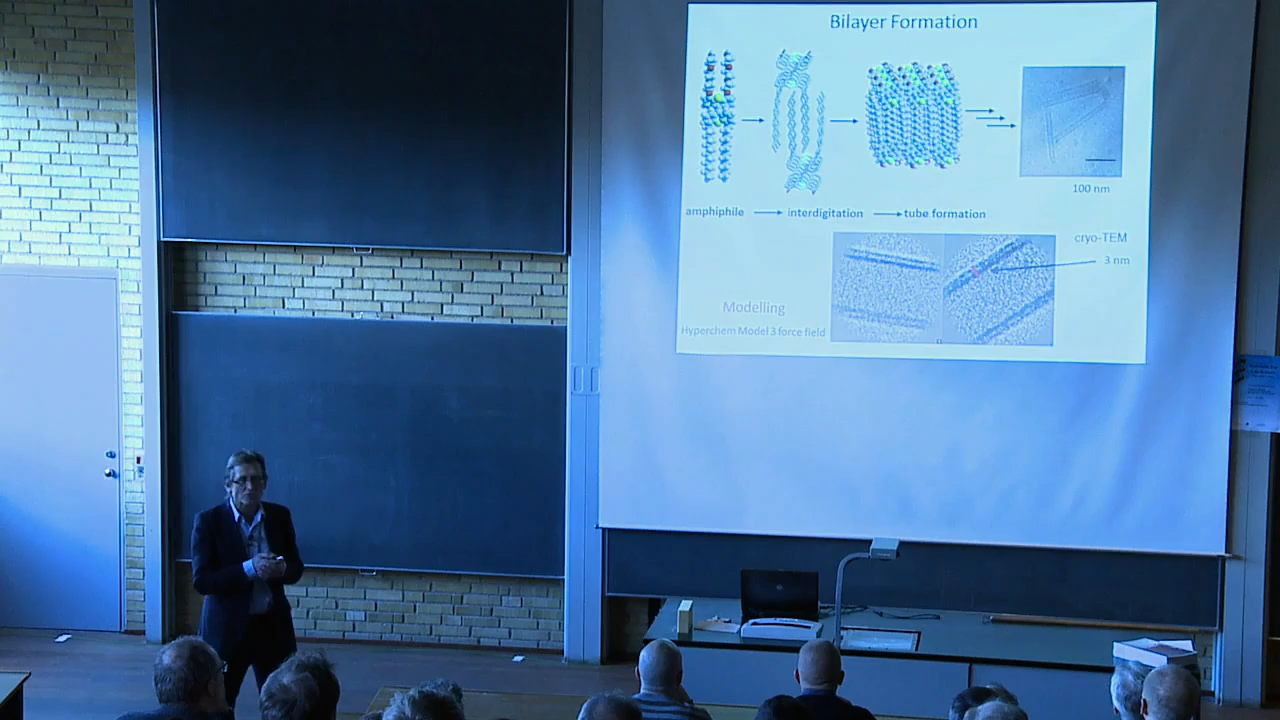 Bilayer Formation
100 nm
amphiphile interdigitation tube formation
cryo-TEM
3 nm
Modelling
Hyperchem Model 3 force field